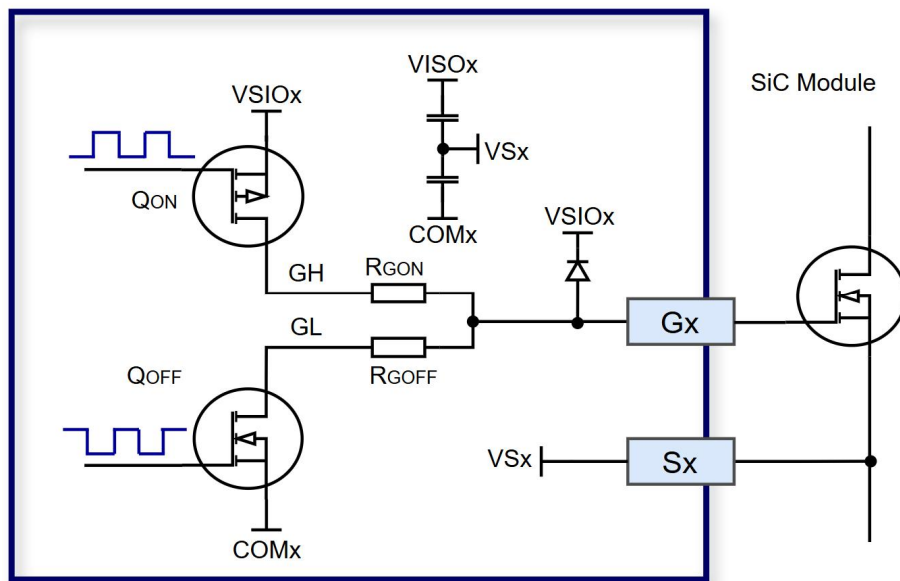 VISOx
SiC Module
VSIOx
VSx
QON
COMx
VSIOx
GH
RGON
Gx
GL
RGOFF
QOFF
VSx
Sx
COMx